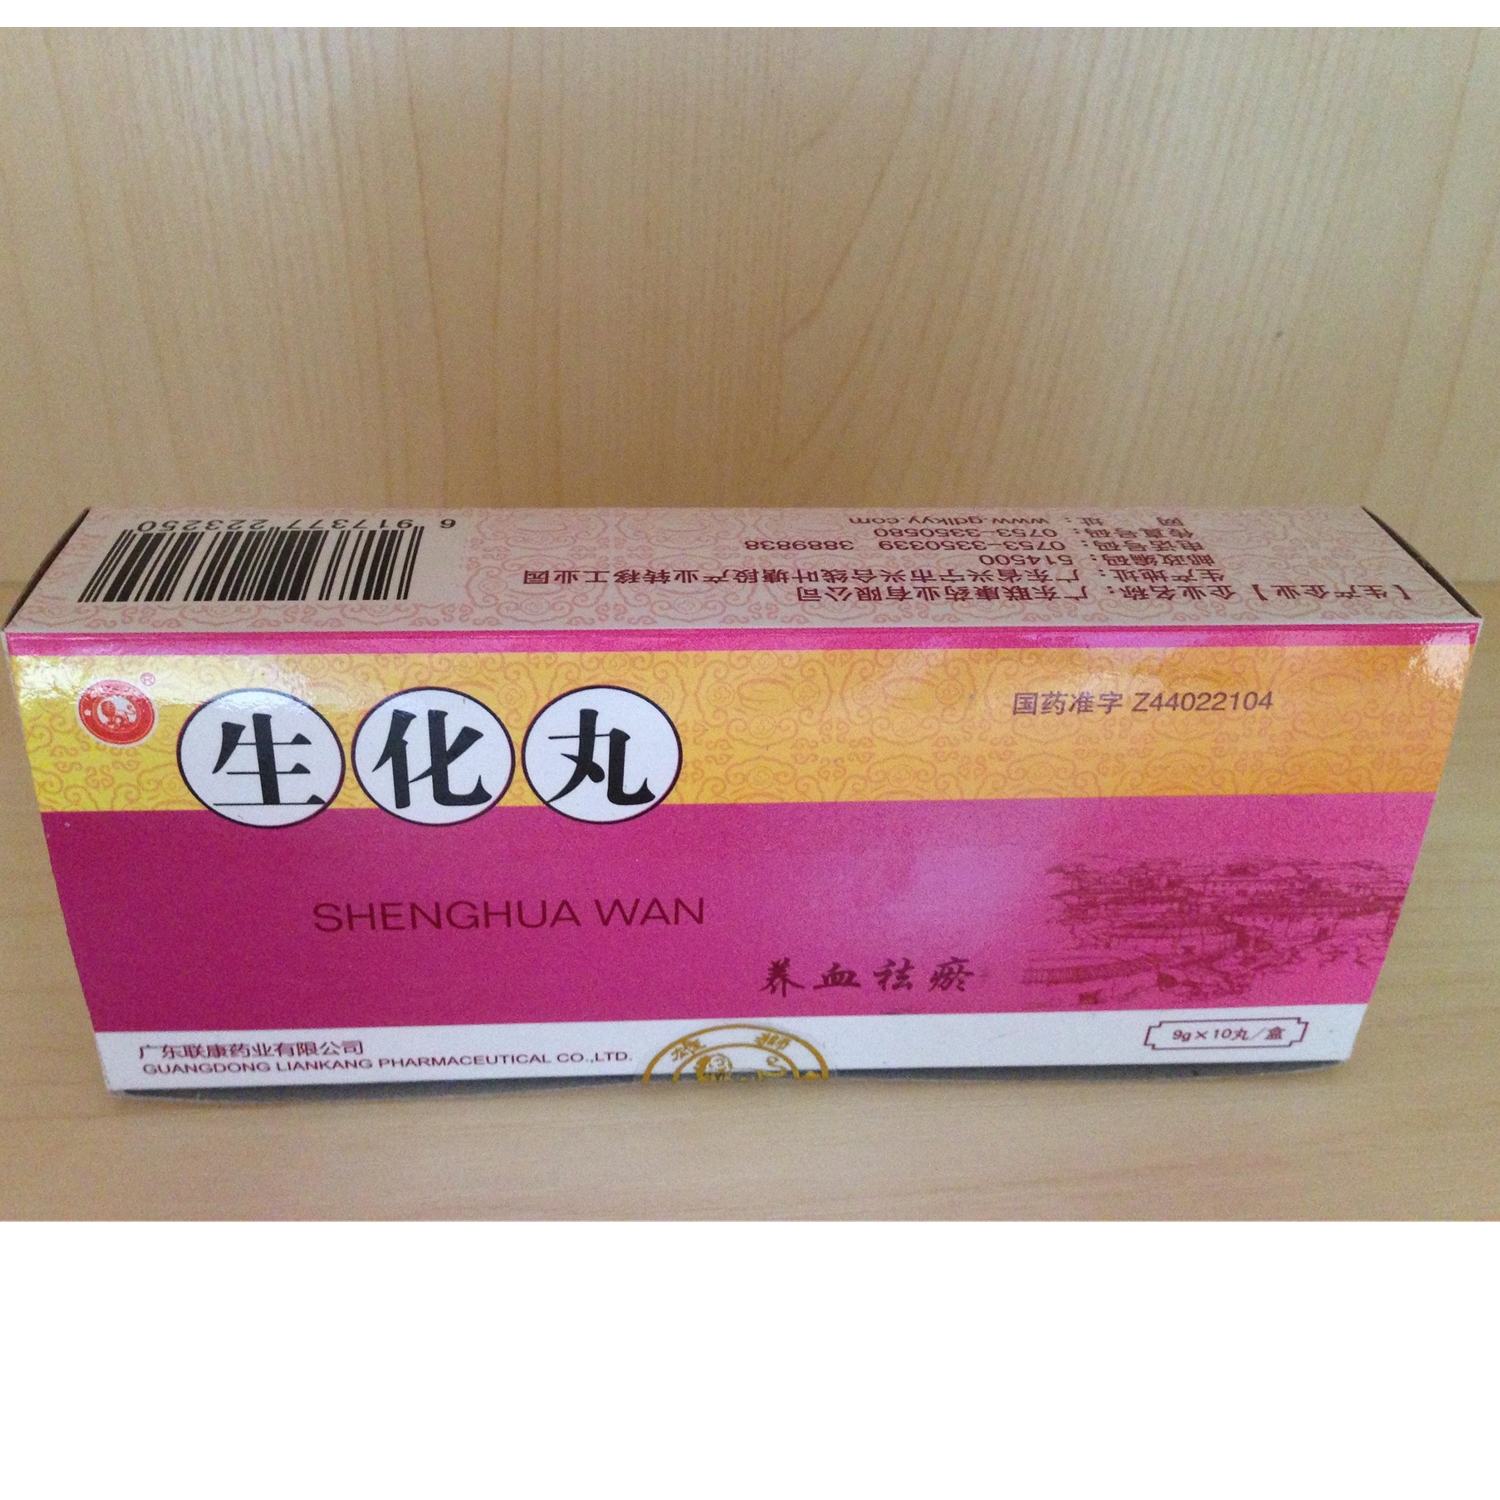 6 917377 223250
【生产企业】企业名称：广东联康药业有限公司
生产地址：广东省兴宁市兴合线叶塘段产业转移工业园
邮政编码：514500
电话号码：0753-3350339 3889838
传真号码：0753-3350580
网 址：www.gdlkyy.com
国药准字 Z44022104
生化丸
SHENGHUA WAN
养血祛瘀
广东联康药业有限公司
GUANGDONG LIANKANG PHARMACEUTICAL CO.,LTD.
9g×10丸/盒
雄狮